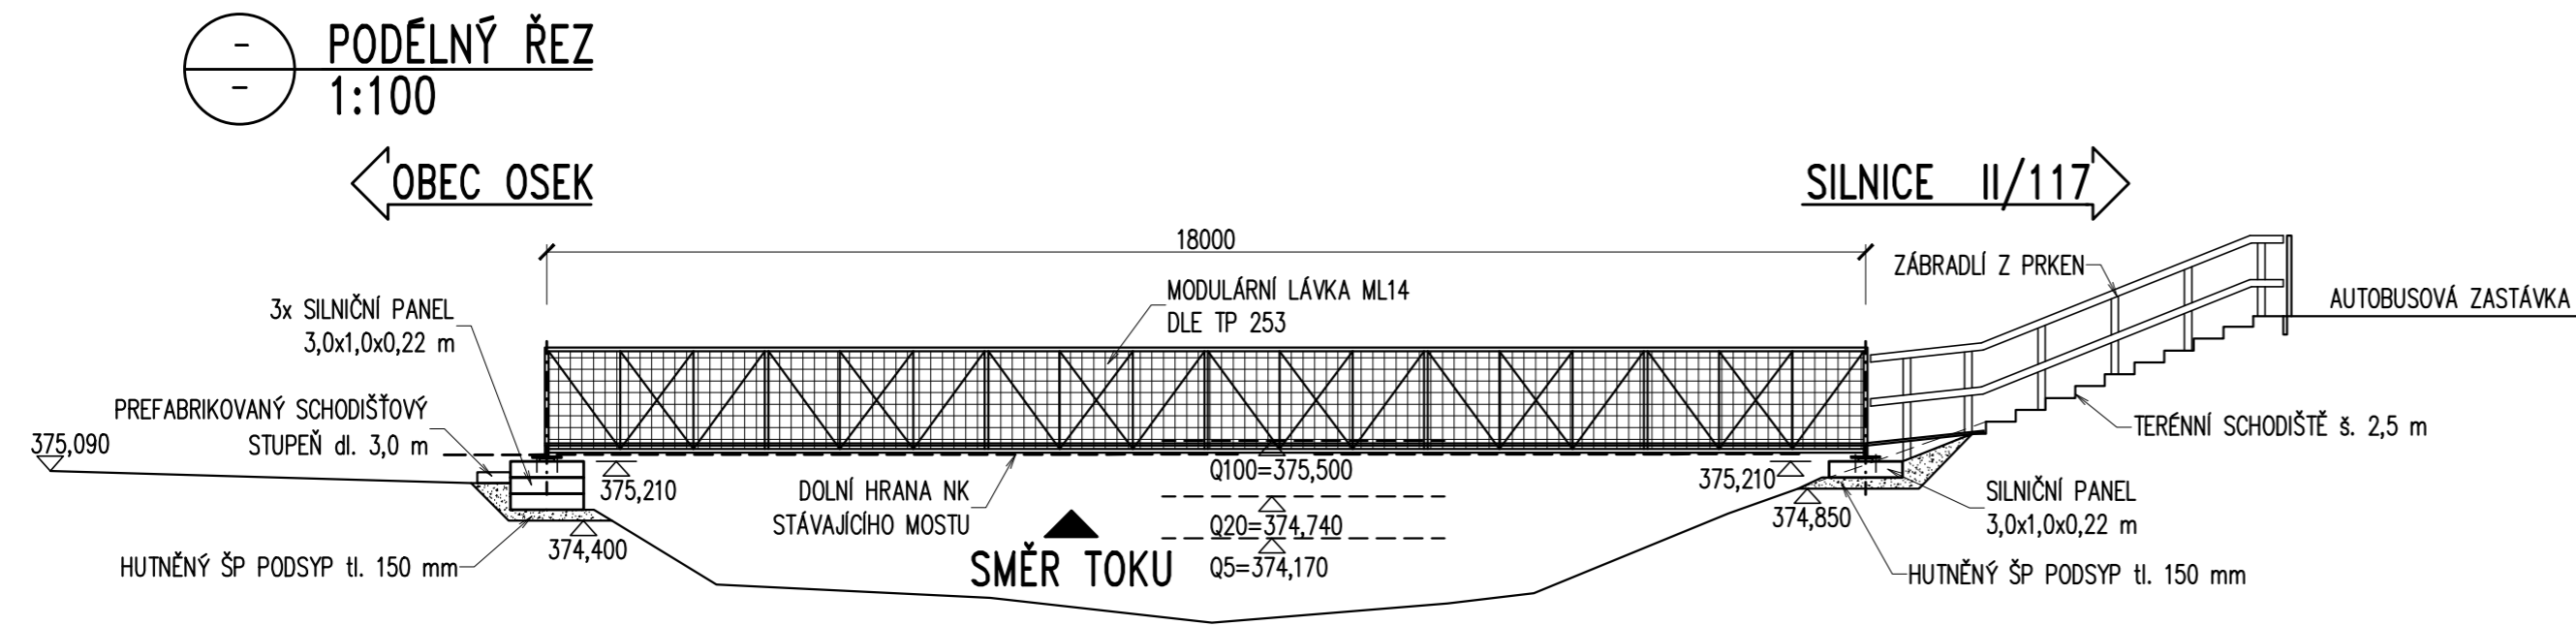 -
-
PODÉLNÝ ŘEZ
1:100
OBEC OSEK
SILNICE II/117
18000
ZÁBRADLÍ Z PRKEN
MODULÁRNÍ LÁVKA ML14
DLE TP 253
AUTOBUSOVÁ ZASTÁVKA
3x SILNIČNÍ PANEL
3,0x1,0x0,22 m
PREFABRIKOVANÝ SCHODIŠŤOVÝ
STUPEŇ dl. 3,0 m
375,090
TERÉNNÍ SCHODIŠTĚ š. 2,5 m
375,210
DOLNÍ HRANA NK
STÁVAJÍCÍHO MOSTU
Q100=375,500
375,210
SILNIČNÍ PANEL
3,0x1,0x0,22 m
Q20=374,740
374,850
374,400
HUTNĚNÝ ŠP PODSYP tl. 150 mm
SMĚR TOKU
Q5=374,170
HUTNĚNÝ ŠP PODSYP tl. 150 mm